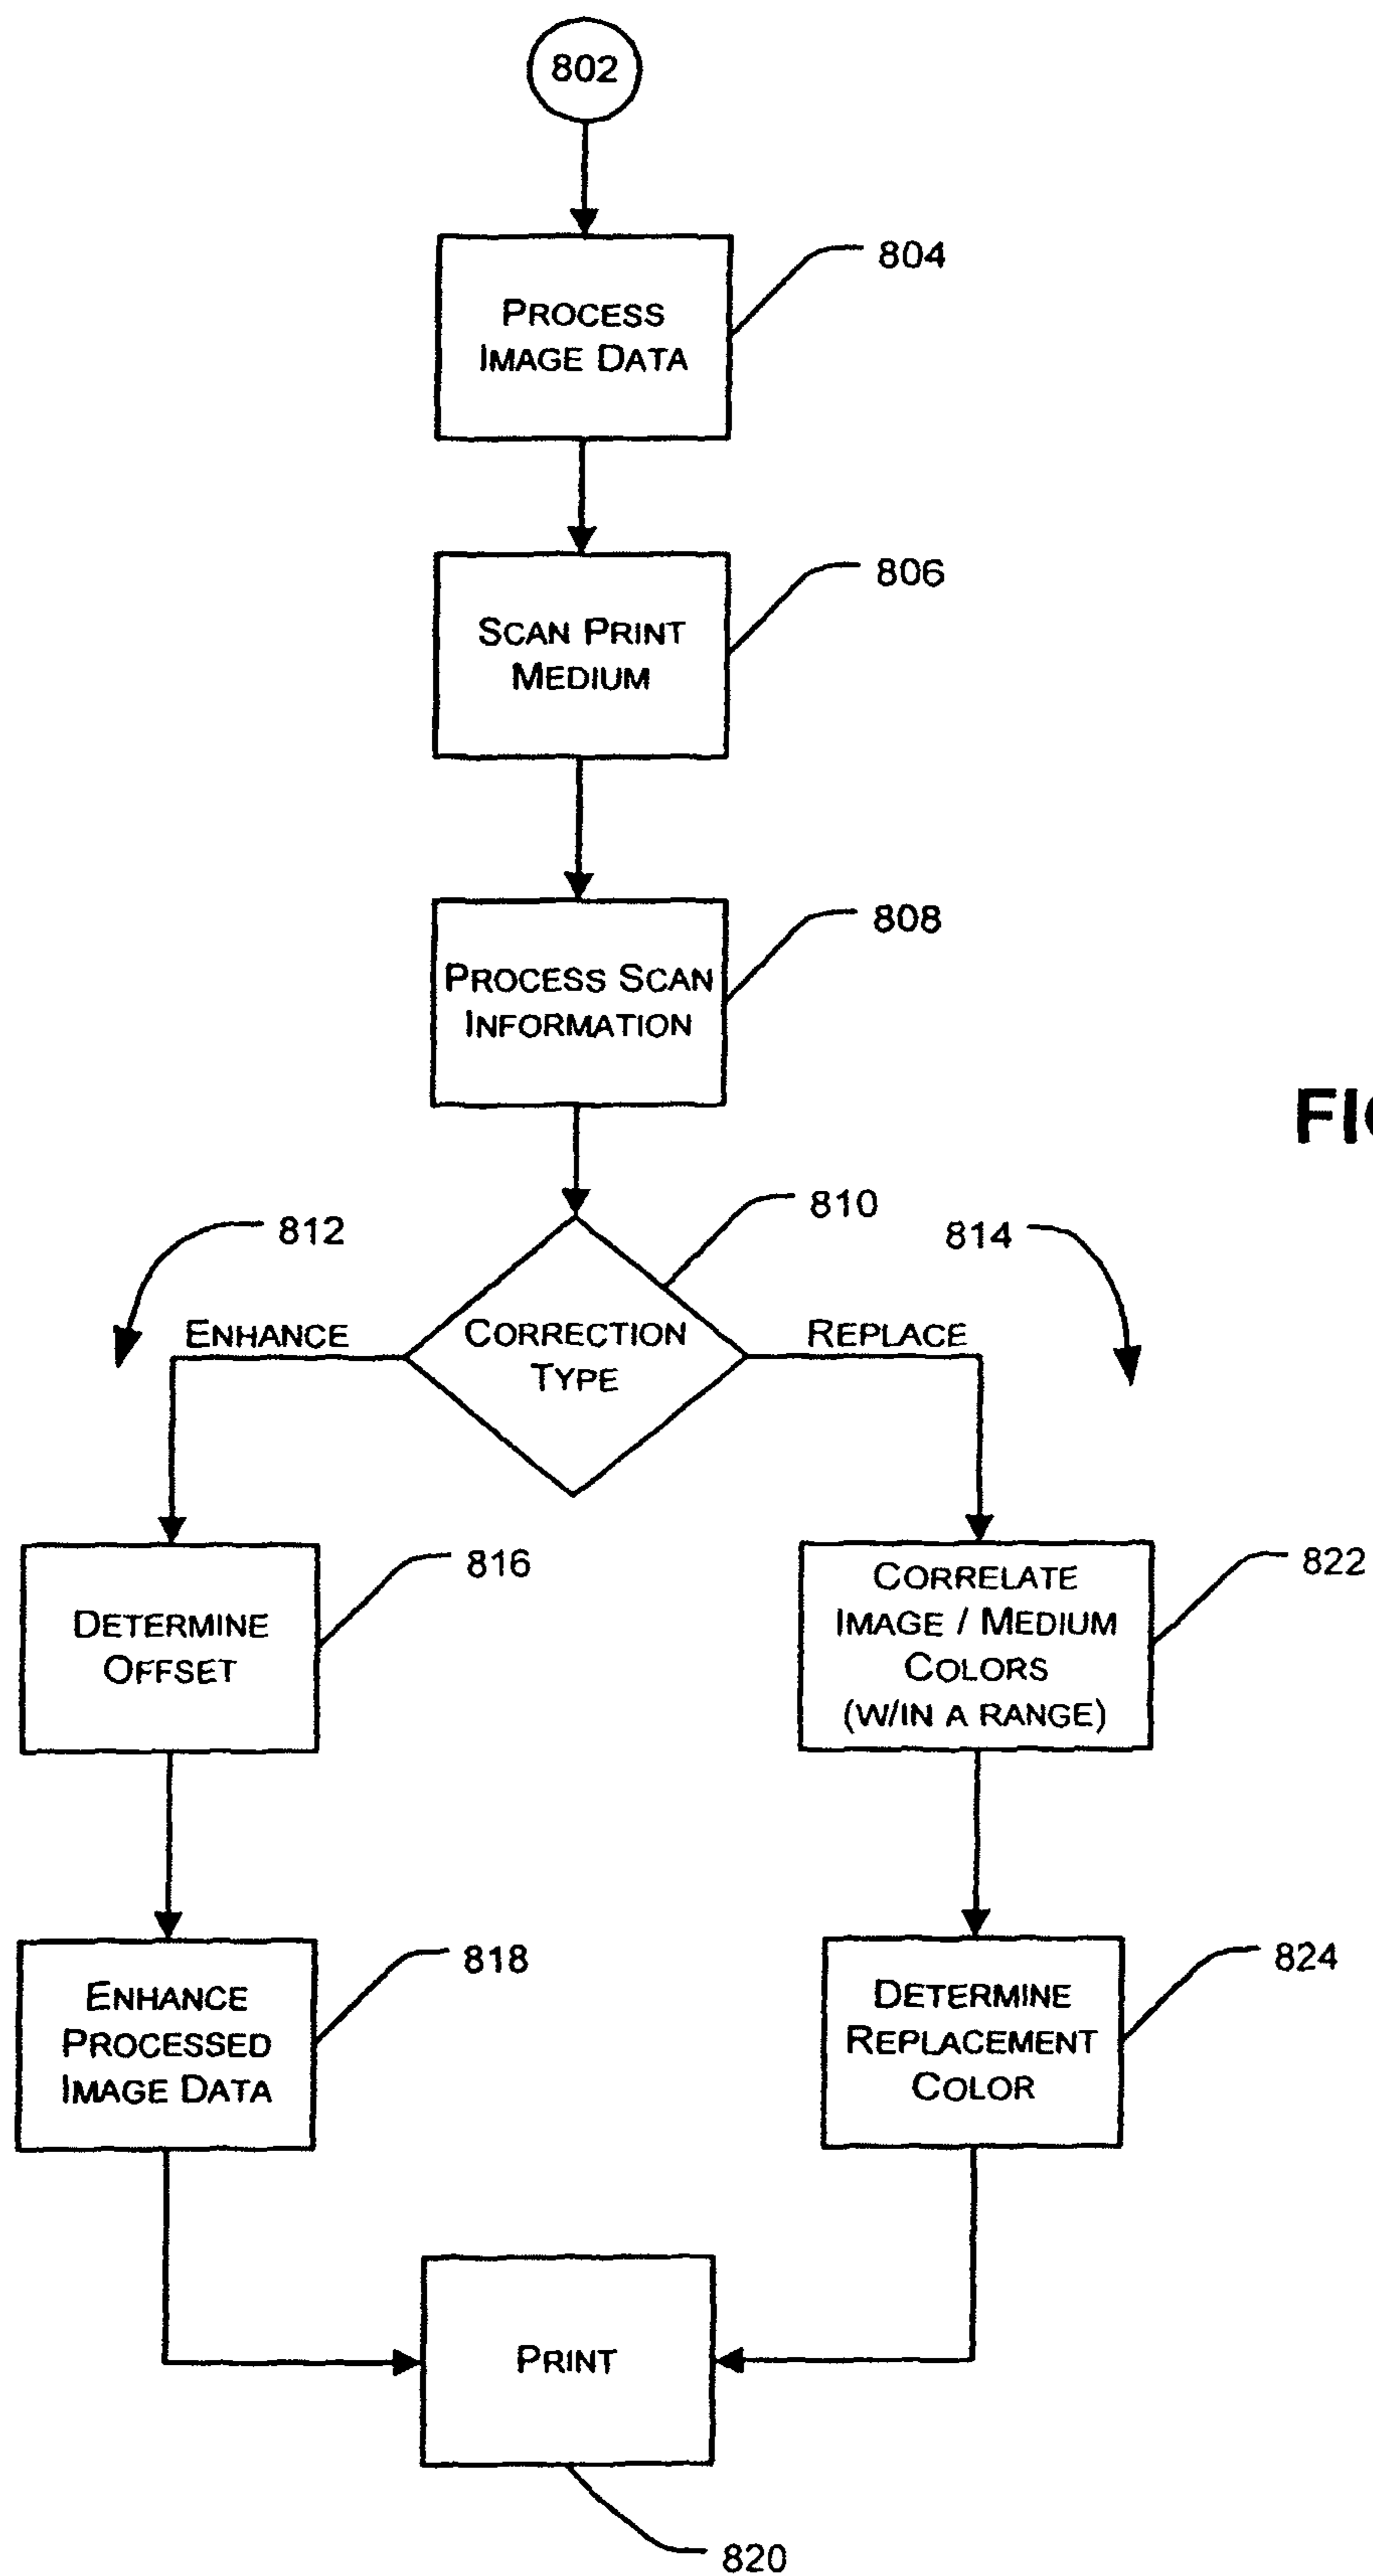 802
PROCESS
IMAGE DATA
804
SCAN PRINT
MEDIUM
806
PROCESS SCAN
INFORMATION
808
FIG
810
812
814
ENHANCE
CORRECTION
TYPE
REPLACE
DETERMINE
OFFSET
816
CORRELATE
IMAGE / MEDIUM
COLORS
(W/IN A RANGE)
822
ENHANCE
PROCESSED
IMAGE DATA
818
DETERMINE
REPLACEMENT
COLOR
824
PRINT
820